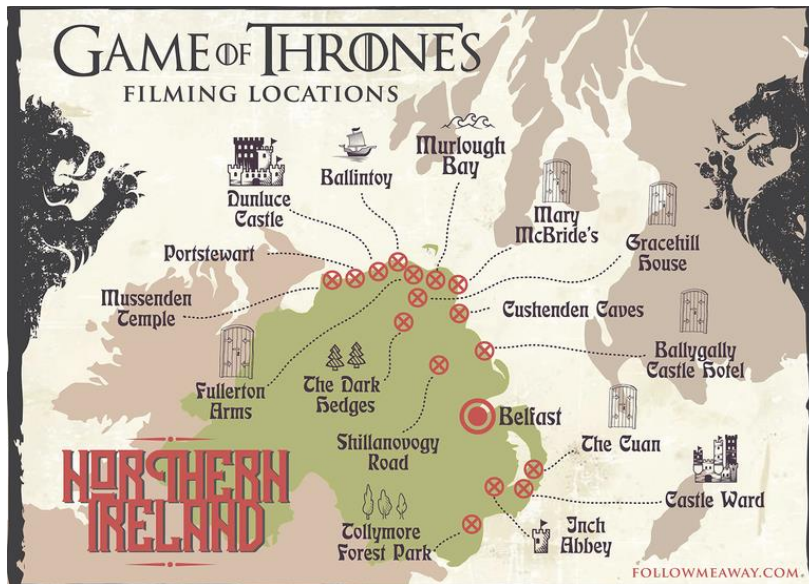 GAME OF THRONES
FILMING LOCATIONS
Dunluce
Castle
Ballintoy
Murlough
Bay
Mary
McBride's
Gracehill
House
Portstewart
Mussenden
Temple
Cushenden Caves
Fullerton
Arms
The Dark
Hedges
Ballygally
Castle Hotel
Shillanovogy
Road
Belfast
The Cuan
Castle Ward
NORTHERN
IRELAND
Tollymore
Forest Park
Inch
Abbey
FOLLOWMEAWAY.COM